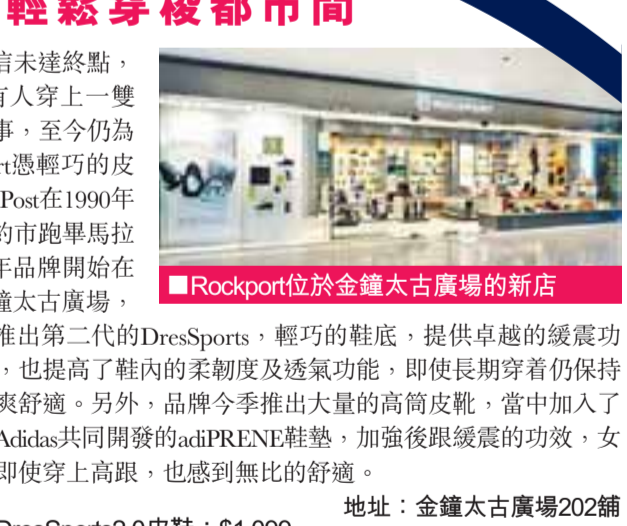 輕鬆穿梭都市間
信未達終點，
有人穿上一雙
事，至今仍為
rt憑輕巧的皮
Post在1990年
約市跑畢馬拉
年品牌開始在
鐘太古廣場，
■Rockport位於金鐘太古廣場的新店
推出第二代的DresSports，輕巧的鞋底，提供卓越的緩震功
，也提高了鞋內的柔韌度及透氣功能，即使長期穿着仍保持
爽舒適。另外，品牌今季推出大量的高筒皮靴，當中加入了
Adidas共同開發的adiPRENE鞋墊，加強後跟緩震的功效，女
即使穿上高跟，也感到無比的舒適。
地址：金鐘太古廣場202舖
DresSports2.0皮鞋：$1,099